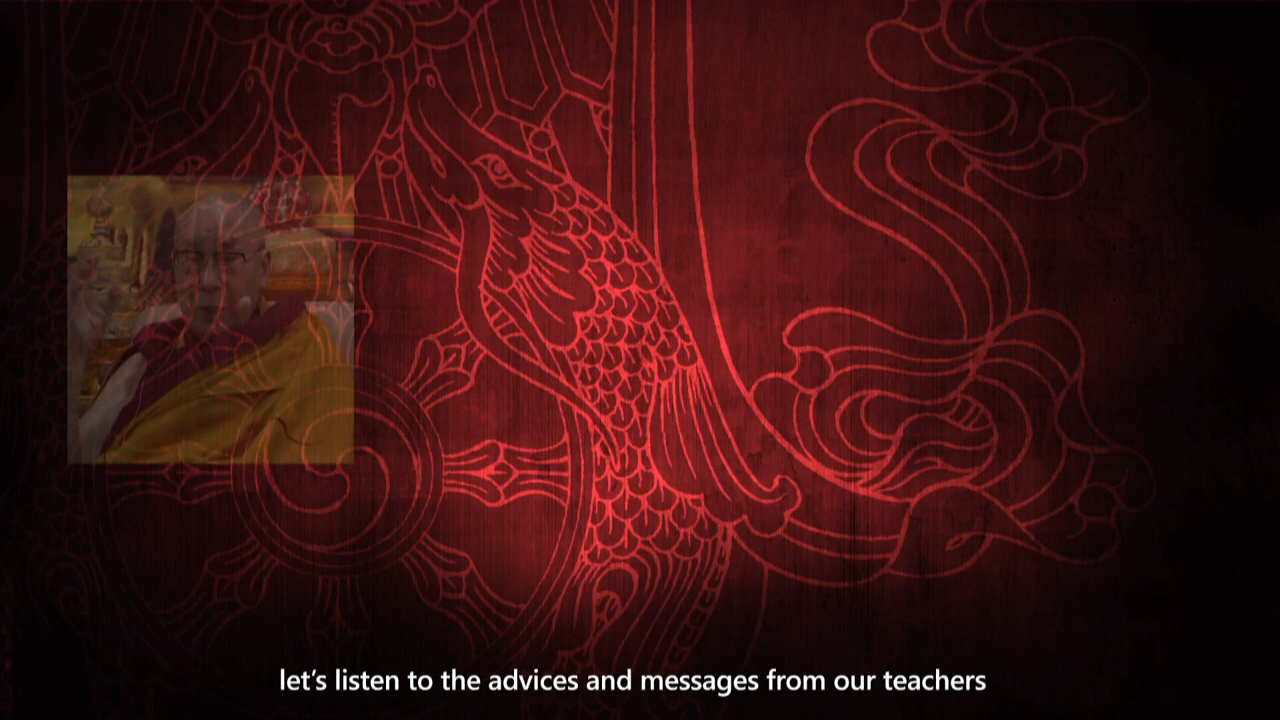 let's listen to the advices and messages from our teachers